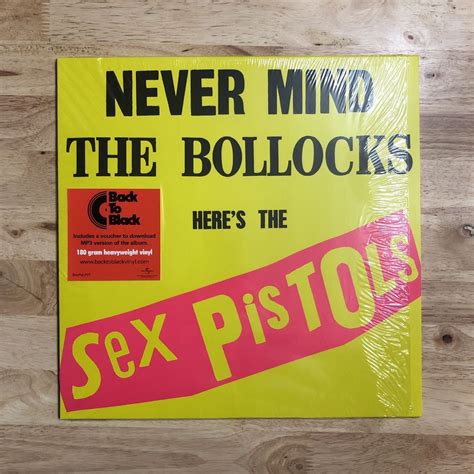 NEVER MIND
THE BOLLOCKS
HERE'S THE
Sex PisTOls
Back
To
Black
Includes a voucher to download
MP3 version of the album.
180 gram heavyweight vinyl
www.backtoblackvinyl.com